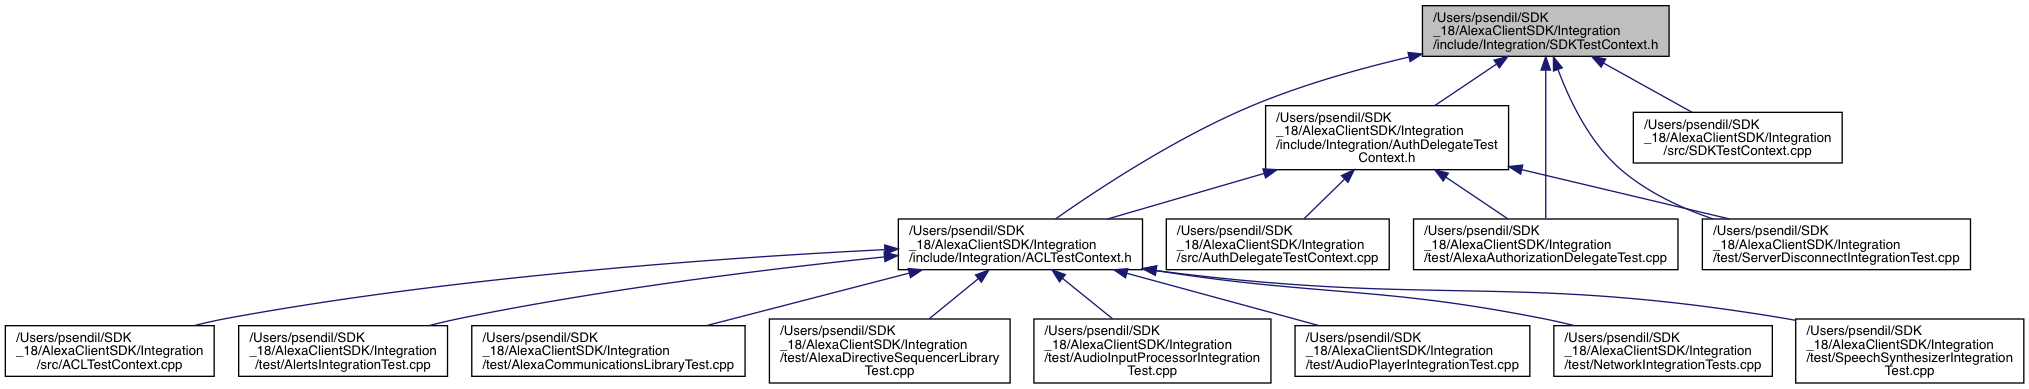 /Users/psendil/SDK
_18/AlexaClientSDK/Integration
/include/Integration/SDKTestContext.h
/Users/psendil/SDK
_18/AlexaClientSDK/Integration
/include/Integration/AuthDelegateTest
Context.h
/Users/psendil/SDK
_18/AlexaClientSDK/Integration
/src/SDKTestContext.cpp
/Users/psendil/SDK
_18/AlexaClientSDK/Integration
/include/Integration/ACLTestContext.h
/Users/psendil/SDK
_18/AlexaClientSDK/Integration
/src/AuthDelegateTestContext.cpp
/Users/psendil/SDK
_18/AlexaClientSDK/Integration
/test/AlexaAuthorizationDelegateTest.cpp
/Users/psendil/SDK
_18/AlexaClientSDK/Integration
/test/ServerDisconnectIntegrationTest.cpp
/Users/psendil/SDK
_18/AlexaClientSDK/Integration
/src/ACLTestContext.cpp
/Users/psendil/SDK
_18/AlexaClientSDK/Integration
/test/AlertsIntegrationTest.cpp
/Users/psendil/SDK
_18/AlexaClientSDK/Integration
/test/AlexaCommunicationsLibraryTest.cpp
/Users/psendil/SDK
_18/AlexaClientSDK/Integration
/test/AlexaDirectiveSequencerLibrary
Test.cpp
/Users/psendil/SDK
_18/AlexaClientSDK/Integration
/test/AudioInputProcessorIntegration
Test.cpp
/Users/psendil/SDK
_18/AlexaClientSDK/Integration
/test/AudioPlayerIntegrationTest.cpp
/Users/psendil/SDK
_18/AlexaClientSDK/Integration
/test/NetworkIntegrationTests.cpp
/Users/psendil/SDK
_18/AlexaClientSDK/Integration
/test/SpeechSynthesizerIntegration
Test.cpp